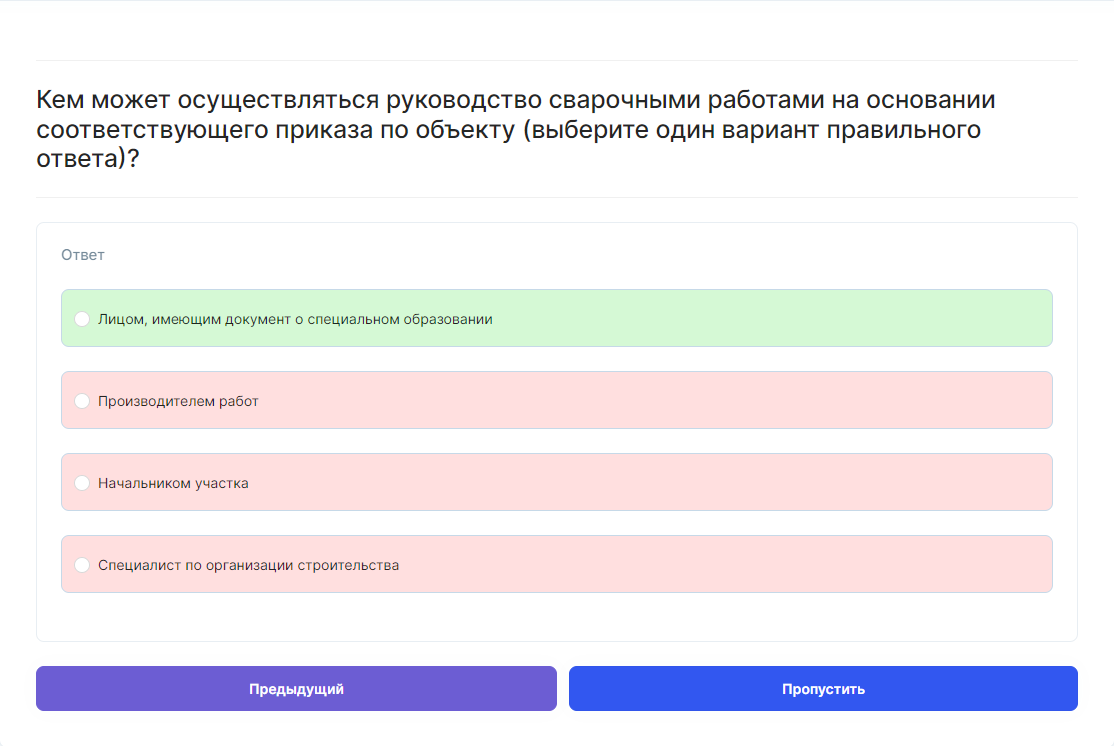 Кем может осуществляться руководство сварочными работами на основании
соответствующего приказа по объекту (выберите один вариант правильного
ответа)?
Ответ
Лицом, имеющим документ о специальном образовании
Производителем работ
Начальником участка
Специалист по организации строительства
Предыдущий
Пропустить